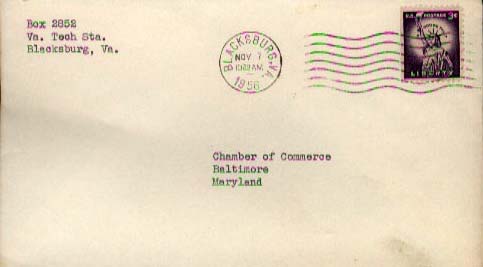 Box 2852
Va. Tech Sta.
Blacksburg, Va.
BLACKSBURG, VA.
NOV 7
1956
U.S. POSTAGE 3¢
LIBERTY
Chamber of Commerce
Baltimore
Maryland